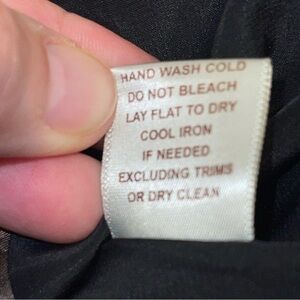 HAND WASH COLD
DO NOT BLEACH
LAY FLAT TO DRY
COOL IRON
IF NEEDED
EXCLUDING TRIMS
OR DRY CLEAN